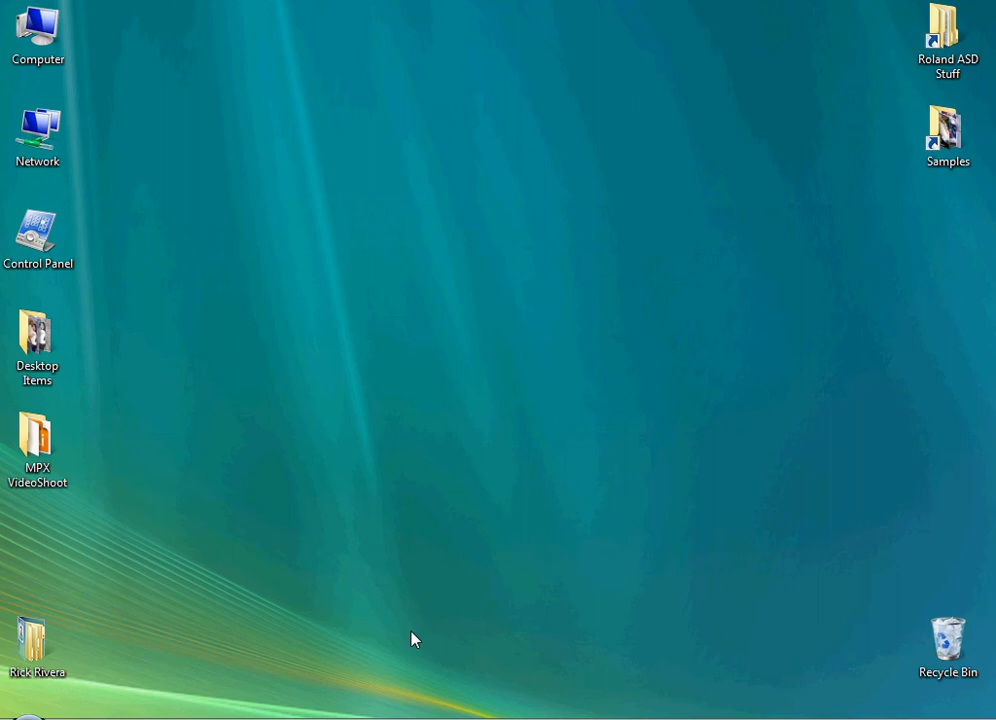 Computer
Network
Control Panel
Desktop
Items
MPX
VideoShoot
Rick Rivera
Roland ASD
Stuff
Samples
Recycle Bin